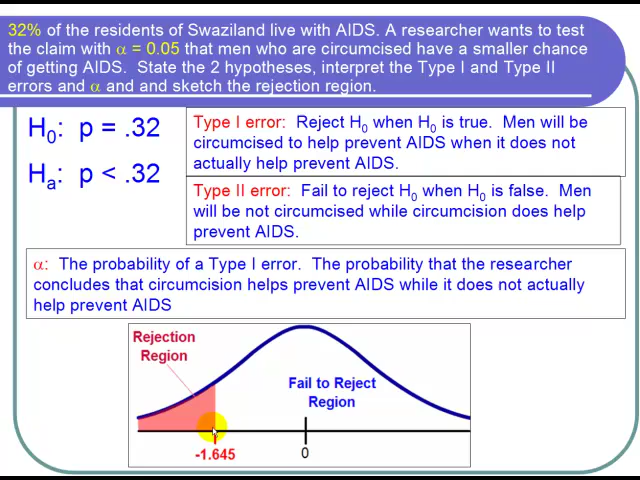 32% of the residents of Swaziland live with AIDS. A researcher wants to test
the claim with α = 0.05 that men who are circumcised have a smaller chance
of getting AIDS. State the 2 hypotheses, interpret the Type I and Type II
errors and α and and sketch the rejection region.
H₀: p = .32
Hₐ: p < .32
Type I error: Reject H₀ when H₀ is true. Men will be
circumcised to help prevent AIDS when it does not
actually help prevent AIDS.
Type II error: Fail to reject H₀ when H₀ is false. Men
will be not circumcised while circumcision does help
prevent AIDS.
α: The probability of a Type I error. The probability that the researcher
concludes that circumcision helps prevent AIDS while it does not actually
help prevent AIDS
Rejection
Region
Fail to Reject
Region
-1.645
0